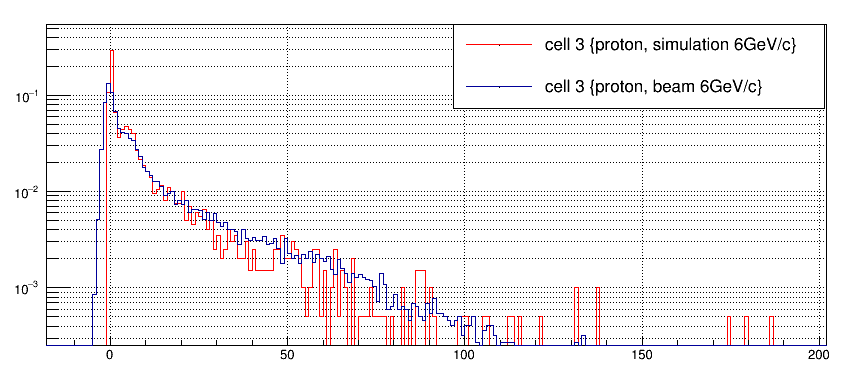 cell 3 {proton, simulation 6GeV/c}
cell 3 {proton, beam 6GeV/c}
10⁻¹
10⁻²
10⁻³
0 50 100 150 200